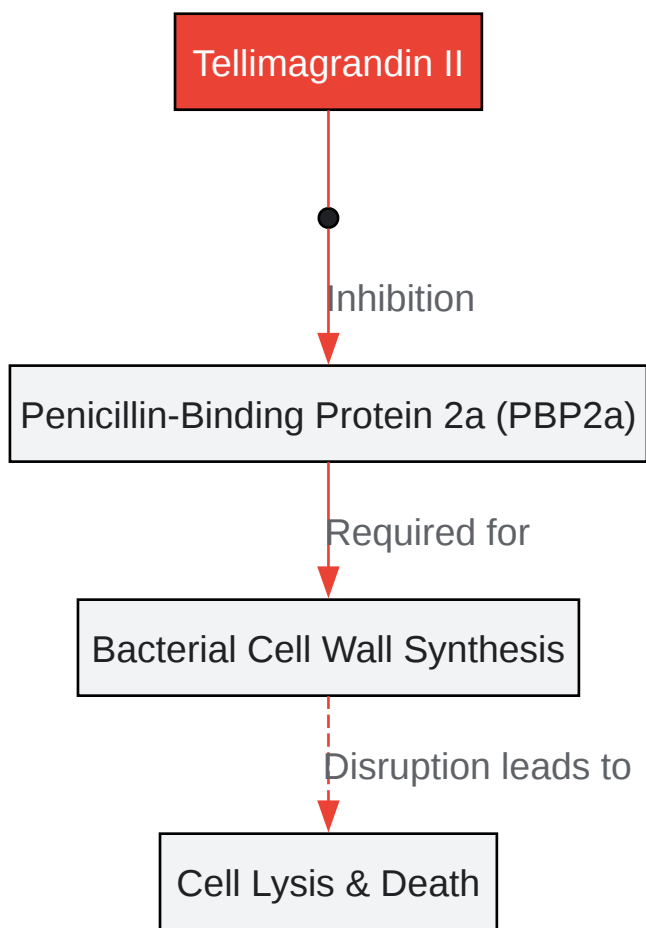 Tellimagrandin II
Inhibition
Penicillin-Binding Protein 2a (PBP2a)
Required for
Bacterial Cell Wall Synthesis
Disruption leads to
Cell Lysis & Death